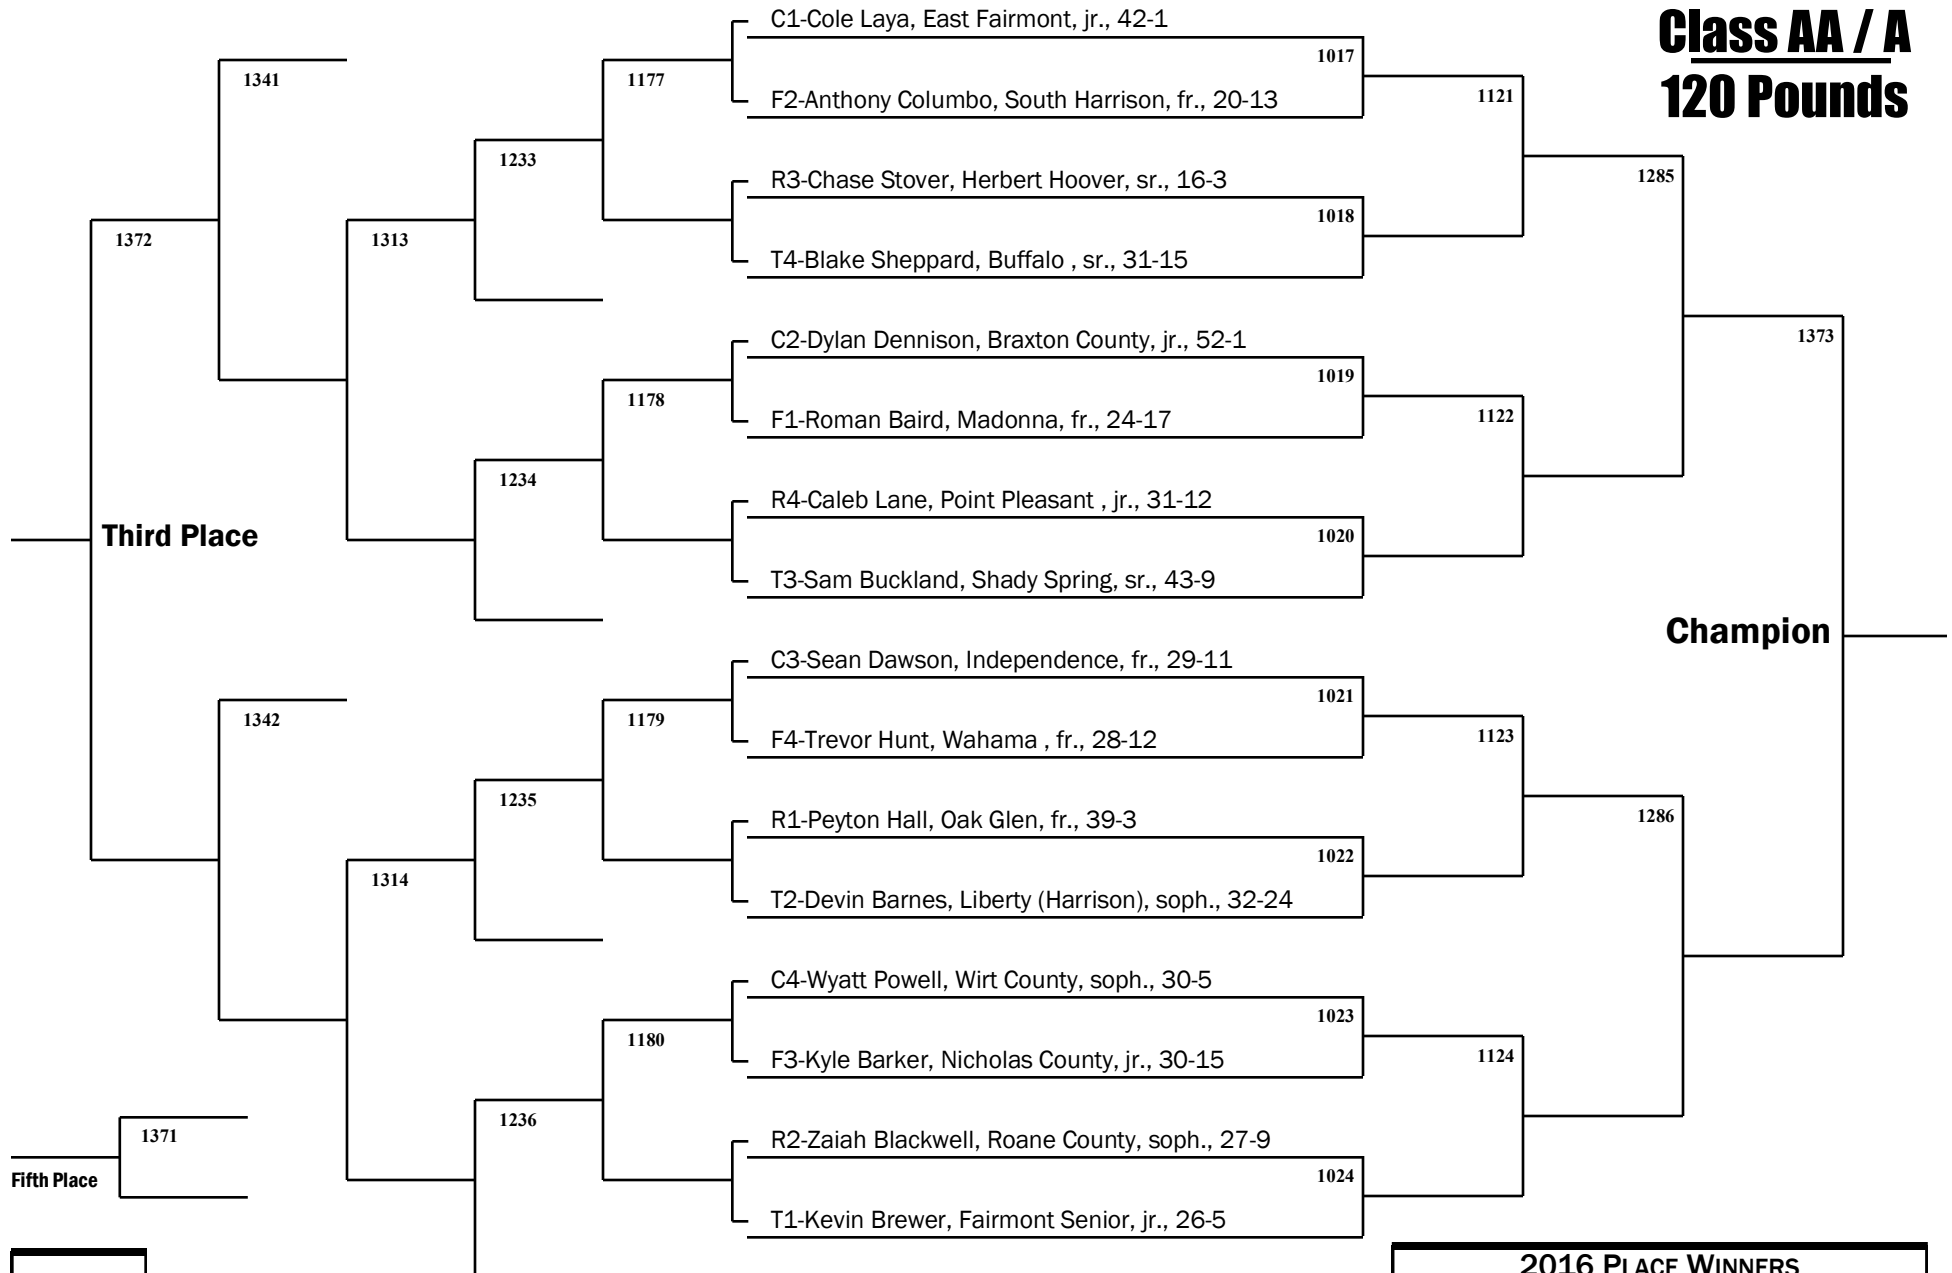 Class AA / A
120 Pounds
C1-Cole Laya, East Fairmont, jr., 42-1
1017
F2-Anthony Columbo, South Harrison, fr., 20-13
1341
1177
1121
1233
R3-Chase Stover, Herbert Hoover, sr., 16-3
1285
1018
1372
1313
T4-Blake Sheppard, Buffalo , sr., 31-15
C2-Dylan Dennison, Braxton County, jr., 52-1
1373
1019
1178
F1-Roman Baird, Madonna, fr., 24-17
1122
1234
R4-Caleb Lane, Point Pleasant , jr., 31-12
1020
Third Place
T3-Sam Buckland, Shady Spring, sr., 43-9
Champion
C3-Sean Dawson, Independence, fr., 29-11
1021
1342
1179
F4-Trevor Hunt, Wahama , fr., 28-12
1123
1235
R1-Peyton Hall, Oak Glen, fr., 39-3
1286
1022
1314
T2-Devin Barnes, Liberty (Harrison), soph., 32-24
C4-Wyatt Powell, Wirt County, soph., 30-5
1023
1180
F3-Kyle Barker, Nicholas County, jr., 30-15
1124
1236
1371
R2-Zaiah Blackwell, Roane County, soph., 27-9
1024
Fifth Place
T1-Kevin Brewer, Fairmont Senior, jr., 26-5
2016 PLACE WINNERS